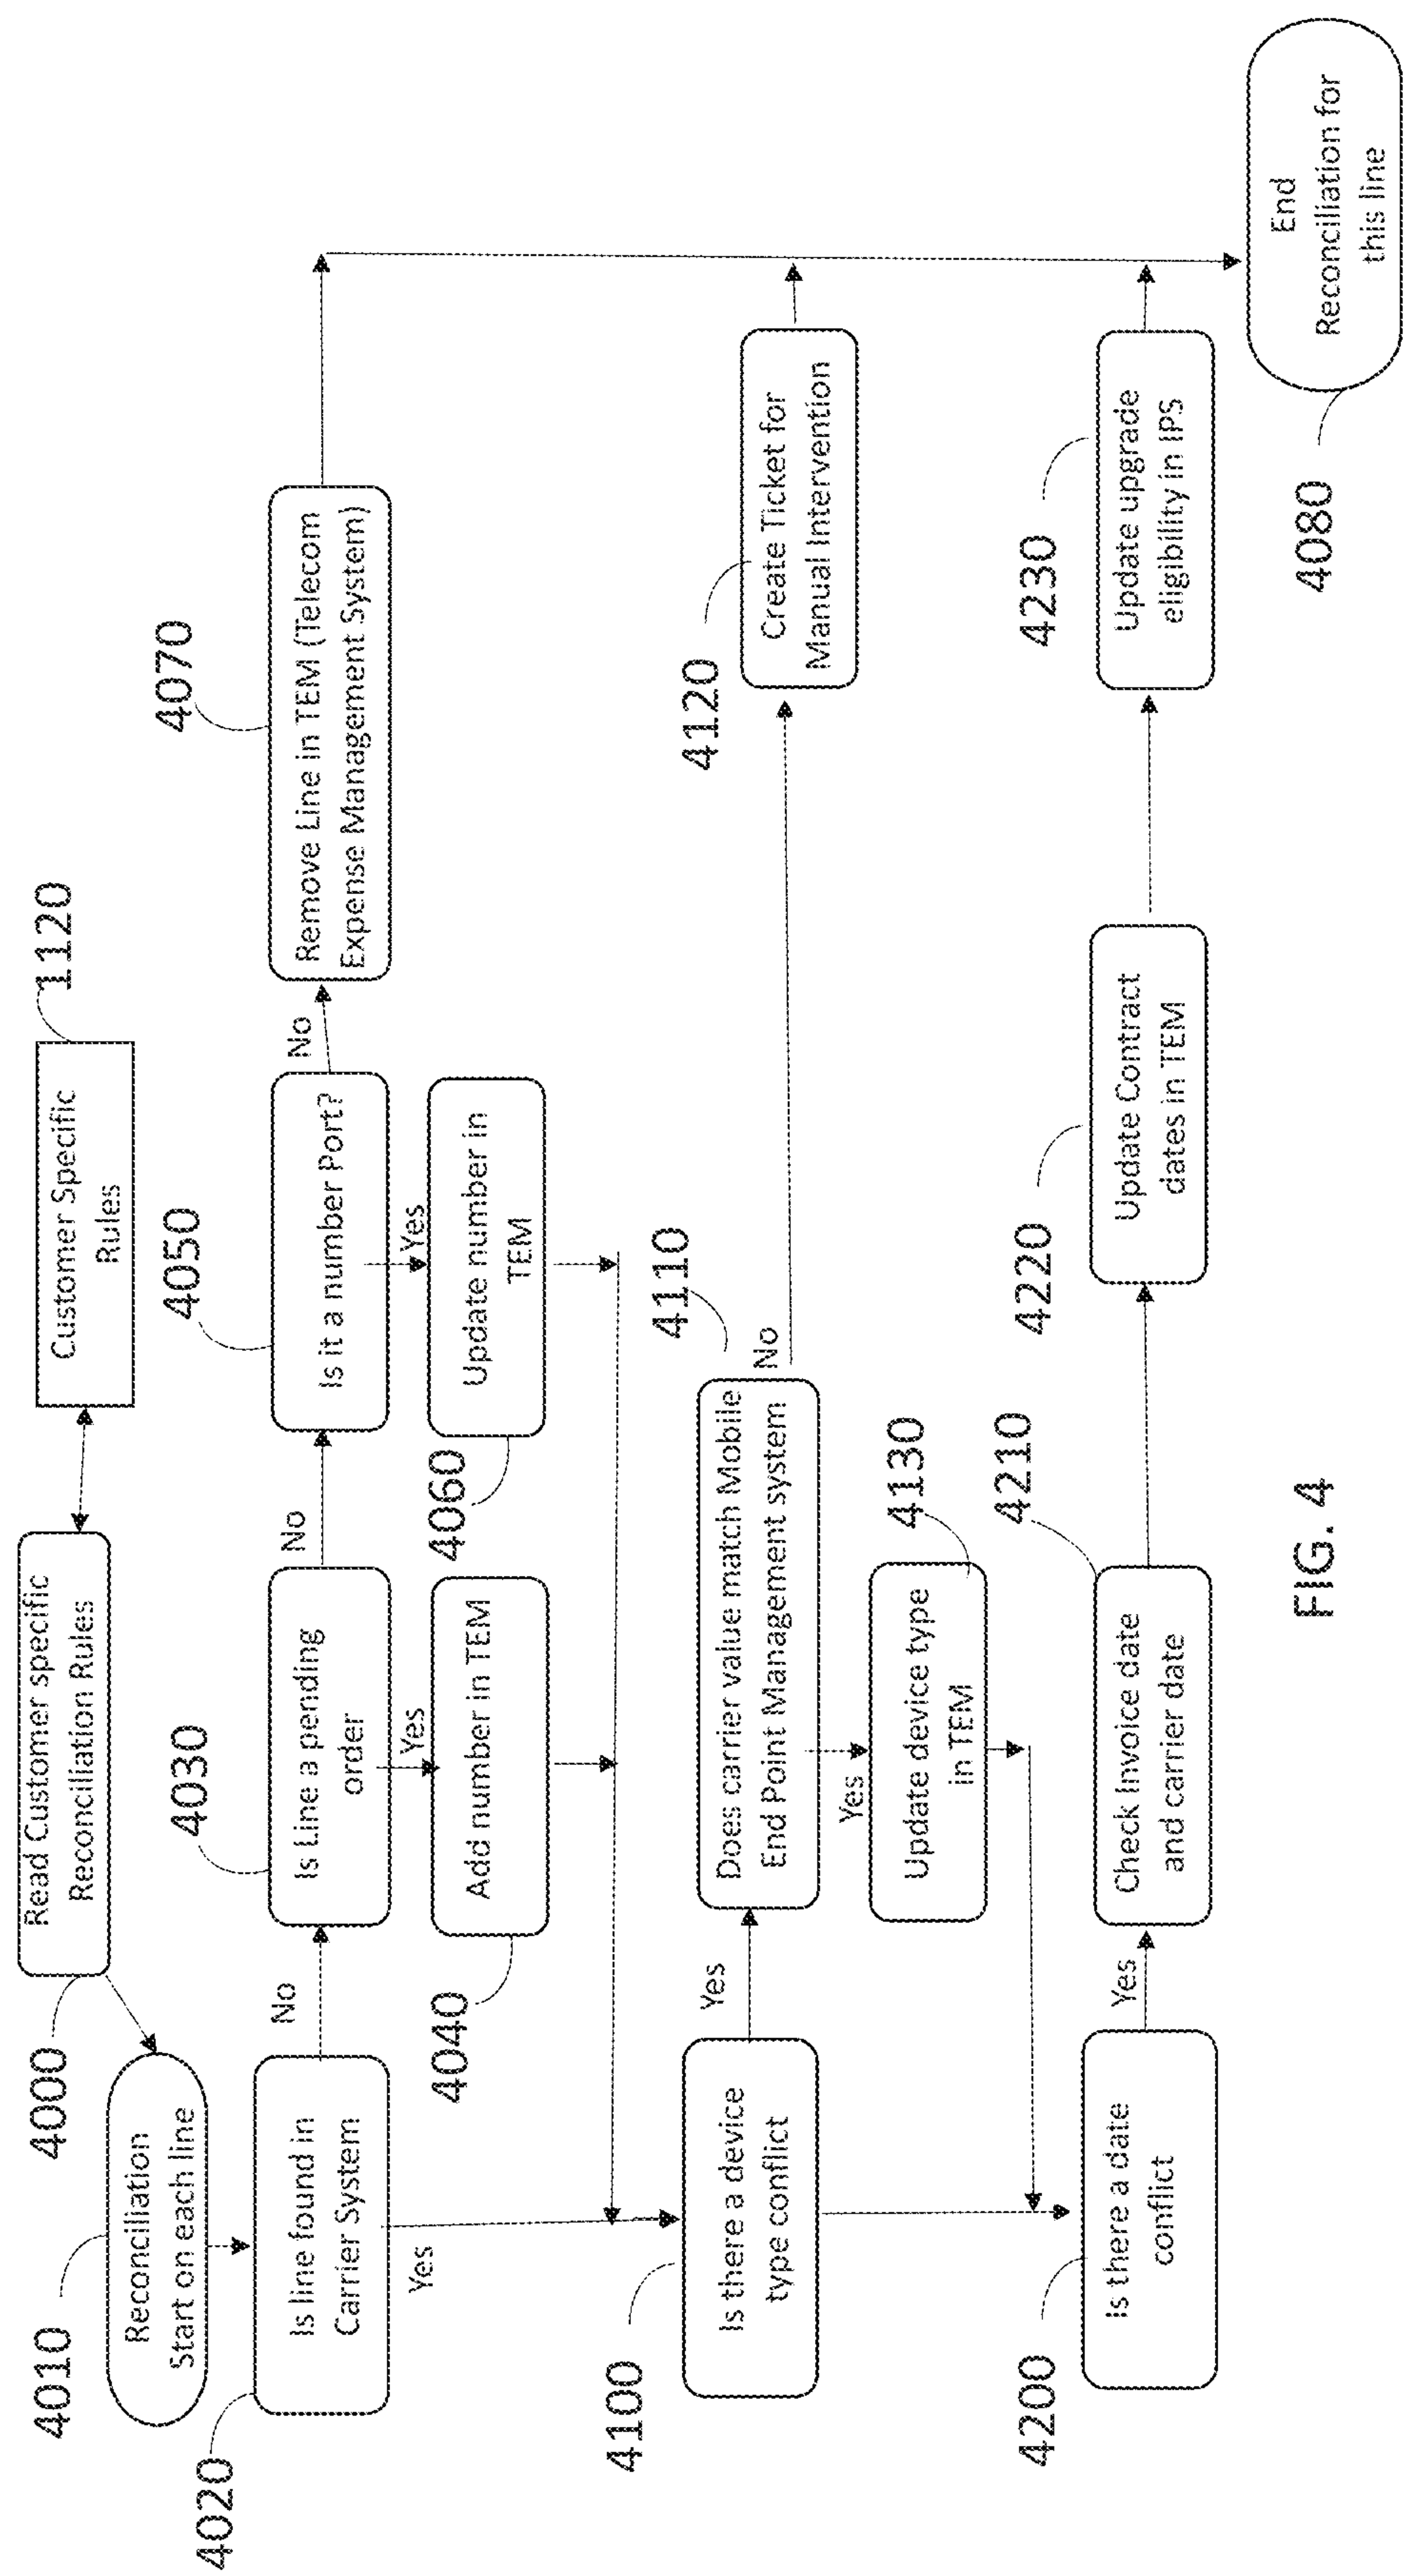 4000
Read Customer specific
Reconciliation Rules
Customer Specific
Rules
1120
4010
Reconciliation
Start on each line
4020
Is line found in
Carrier System
No
4030
Is Line a pending
order
No
4050
Is it a number Port?
No
4070
Remove Line in TEM (Telecom
Expense Management System)
Yes
Yes
Yes
4040
Add number in TEM
4060
Update number in
TEM
4100
Is there a device
type conflict
Yes
4110
Does carrier value match Mobile
End Point Management system
No
4120
Create Ticket for
Manual Intervention
Yes
4130
Update device type
in TEM
4200
Is there a date
conflict
Yes
4210
Check Invoice date
and carrier date
4220
Update Contract
dates in TEM
4230
Update upgrade
eligibility in IPS
4080
End
Reconciliation for
this line
FIG. 4